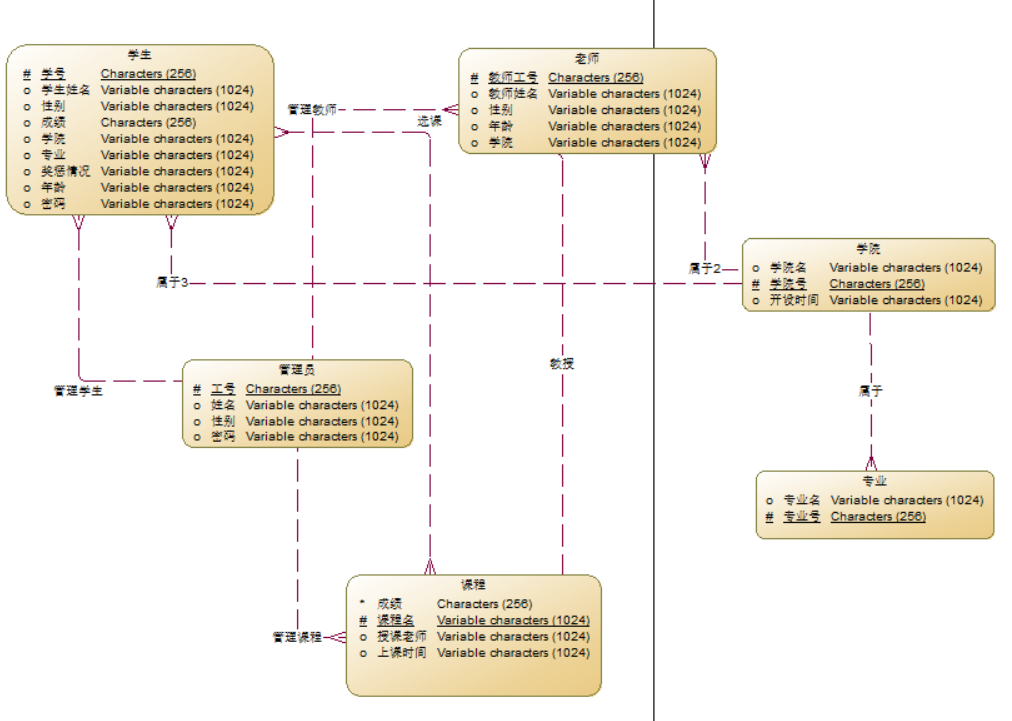 学生
# 学号 Characters (256)
o 学生姓名 Variable characters (1024)
o 性别 Variable characters (1024)
o 成绩 Characters (256)
o 学院 Variable characters (1024)
o 专业 Variable characters (1024)
o 奖惩情况 Variable characters (1024)
o 年龄 Variable characters (1024)
o 密码 Variable characters (1024)
老师
# 教师工号 Characters (256)
o 教师姓名 Variable characters (1024)
o 性别 Variable characters (1024)
o 年龄 Variable characters (1024)
o 学院 Variable characters (1024)
管理教师
选课
学院
o 学院名 Variable characters (1024)
# 学院号 Characters (256)
o 开设时间 Variable characters (1024)
属于2
属于3
管理员
# 工号 Characters (256)
o 姓名 Variable characters (1024)
o 性别 Variable characters (1024)
o 密码 Variable characters (1024)
管理学生
教授
属于
专业
o 专业名 Variable characters (1024)
# 专业号 Characters (256)
课程
* 成绩 Characters (256)
# 课程名 Variable characters (1024)
o 授课老师 Variable characters (1024)
o 上课时间 Variable characters (1024)
管理课程